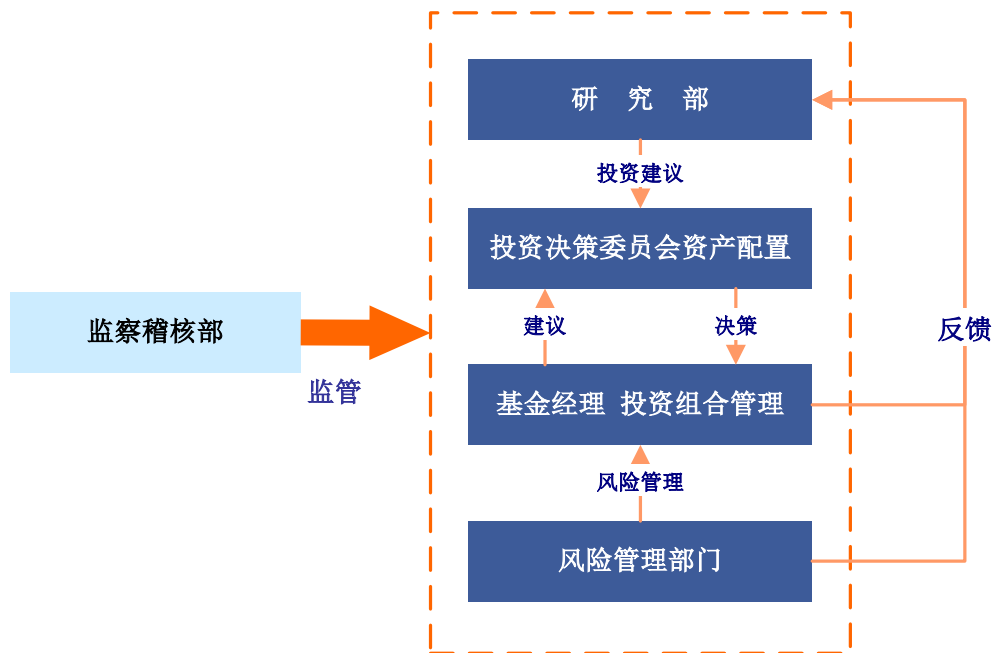 研 究 部
投资建议
投资决策委员会资产配置
建议
决策
监察稽核部
监管
反馈
基金经理 投资组合管理
风险管理
风险管理部门